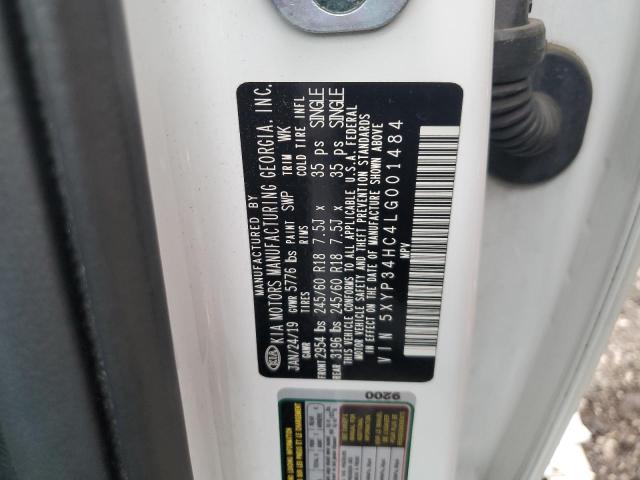 MANUFACTURED BY
KIA KIA MOTORS MANUFACTURING GEORGIA, INC.
JAN/24/19 GVWR 5776 lbs PAINT SWP TRIM WK
GAWR TIRES RIMS COLD TIRE INFL
FRONT 2954 lbs 245/60 R18 7.5J x 35 ps SINGLE
REAR 3196 lbs 245/60 R18 7.5J x 35 ps SINGLE
THIS VEHICLE CONFORMS TO ALL APPLICABLE U.S.A. FEDERAL
MOTOR VEHICLE SAFETY AND THEFT PREVENTION STANDARDS
IN EFFECT ON THE DATE OF MANUFACTURE SHOWN ABOVE
VIN 5XYP34HC4LG001484
MPV
9200